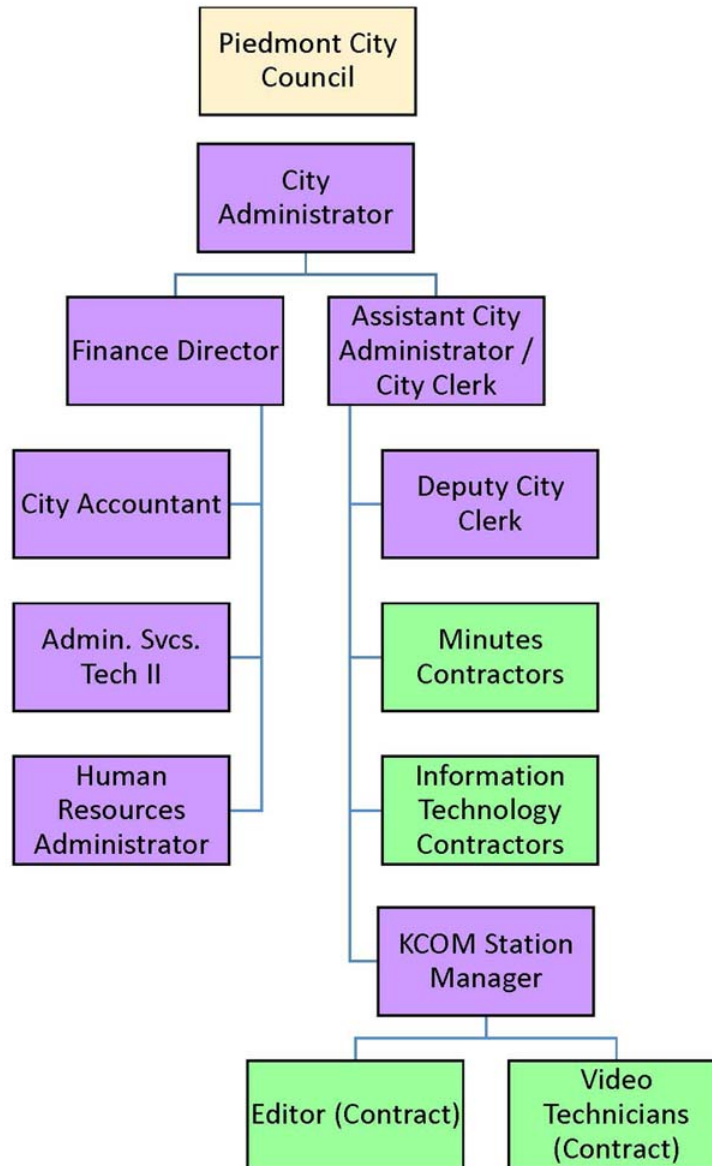 Piedmont City
Council
City
Administrator
Finance Director
Assistant City
Administrator /
City Clerk
City Accountant
Deputy City
Clerk
Admin. Svcs.
Tech II
Minutes
Contractors
Human
Resources
Administrator
Information
Technology
Contractors
KCOM Station
Manager
Editor (Contract)
Video
Technicians
(Contract)